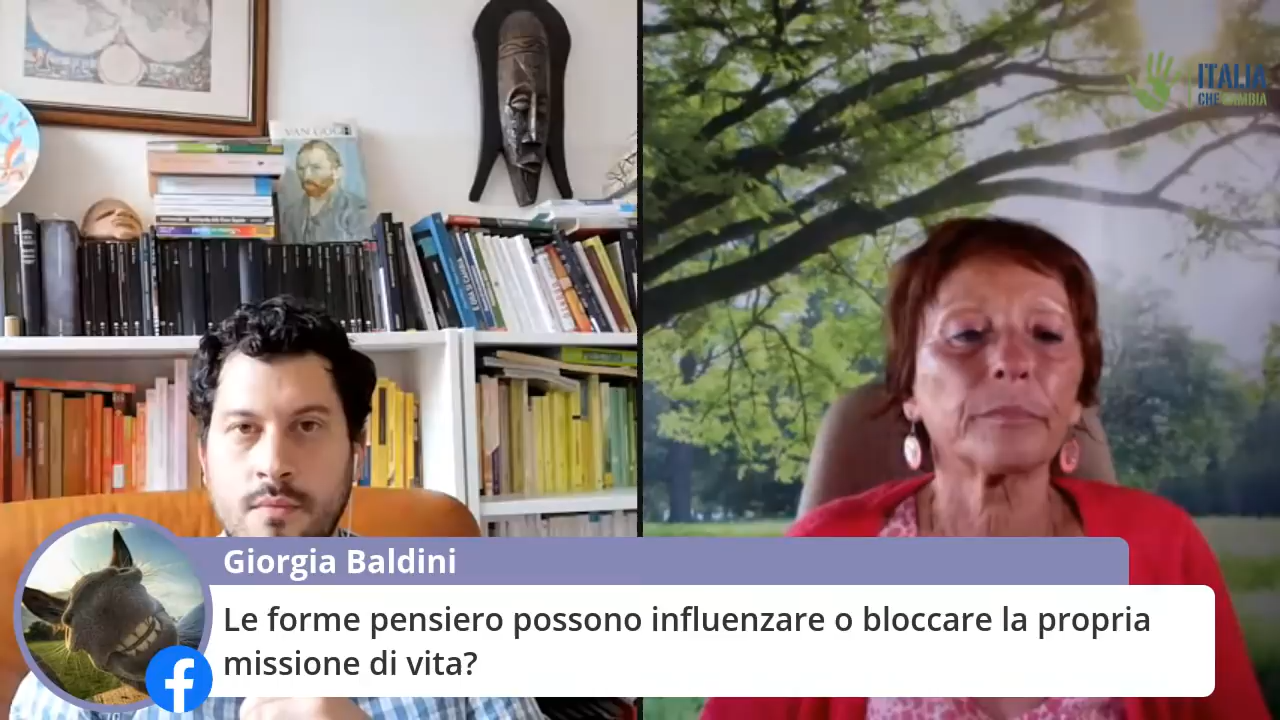 VAN GOGH
ITALIA
CHE CAMBIA
Giorgia Baldini
Le forme pensiero possono influenzare o bloccare la propria
missione di vita?